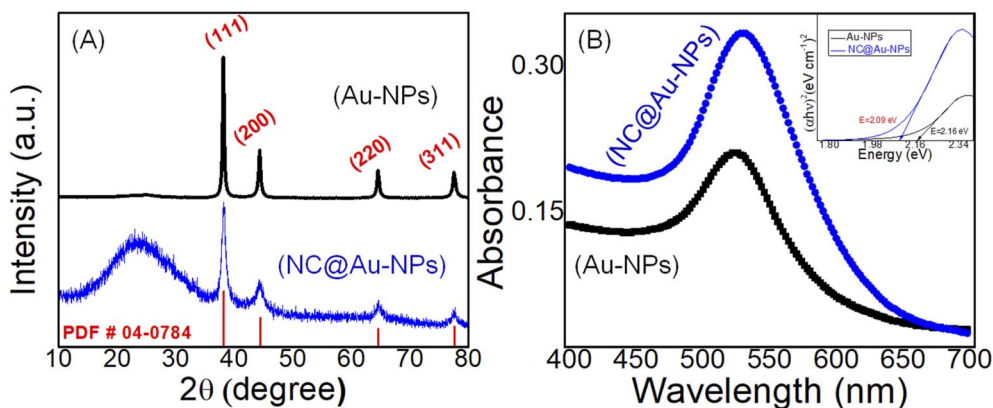 (A)
(111)
(Au-NPs)
(200)
(220)
(311)
(NC@Au-NPs)
PDF # 04-0784
Intensity (a.u.)
10 20 30 40 50 60 70 80
2θ (degree)
(B)
(NC@Au-NPs)
(Au-NPs)
Absorbance
0.30
0.15
400 450 500 550 600 650 700
Wavelength (nm)
Au-NPs
NC@Au-NPs
(αhν)²(eV cm⁻¹)²
E=2.09 eV
E=2.16 eV
1.80 1.98 2.16 2.34
Energy (eV)